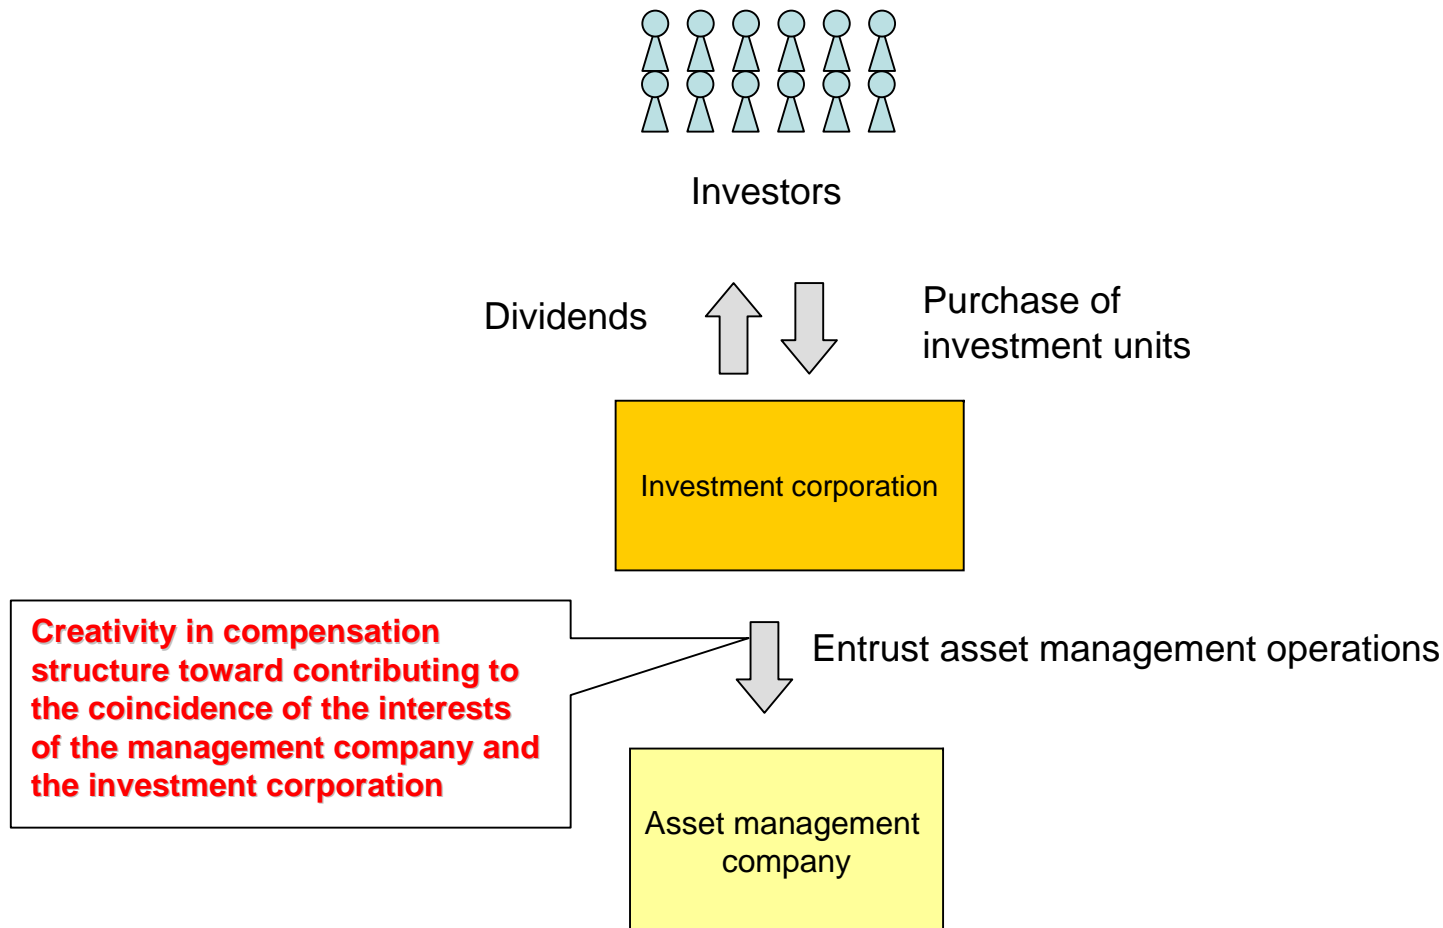 Investors
Dividends
Purchase of
investment units
Investment corporation
Creativity in compensation
structure toward contributing to
the coincidence of the interests
of the management company and
the investment corporation
Entrust asset management operations
Asset management
company